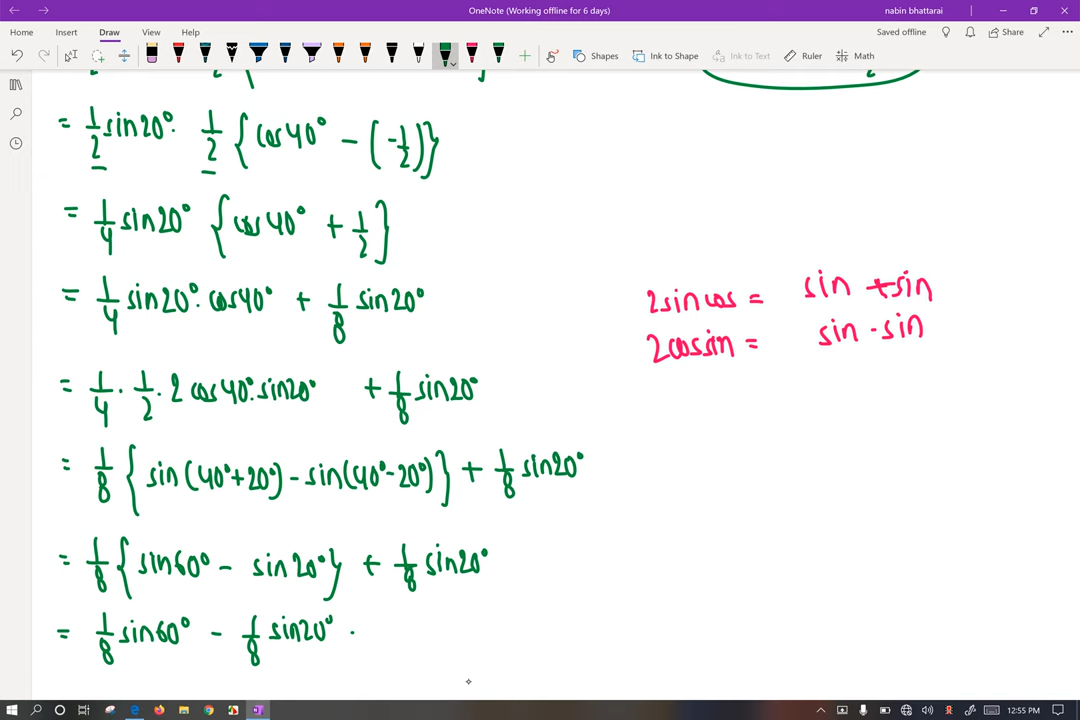 OneNote (Working offline for 6 days)
nabin bhattarai
Home Insert Draw View Help
Saved offline Share
Shapes Ink to Shape Ink to Text Ruler Math
= 1/2 sin20°. 1/2 {cos40° - (-1/2)}
= 1/4 sin20° {cos40° + 1/2}
= 1/4 sin20°.cos40° + 1/8 sin20°
2sincos = sin + sin
2cossin = sin - sin
= 1/4 . 1/2 . 2 cos40°.sin20° + 1/8 sin20°
= 1/8 {sin(40°+20°) - sin(40°-20°)} + 1/8 sin20°
= 1/8 {sin60° - sin20°} + 1/8 sin20°
= 1/8 sin60° - 1/8 sin20°
12:55 PM